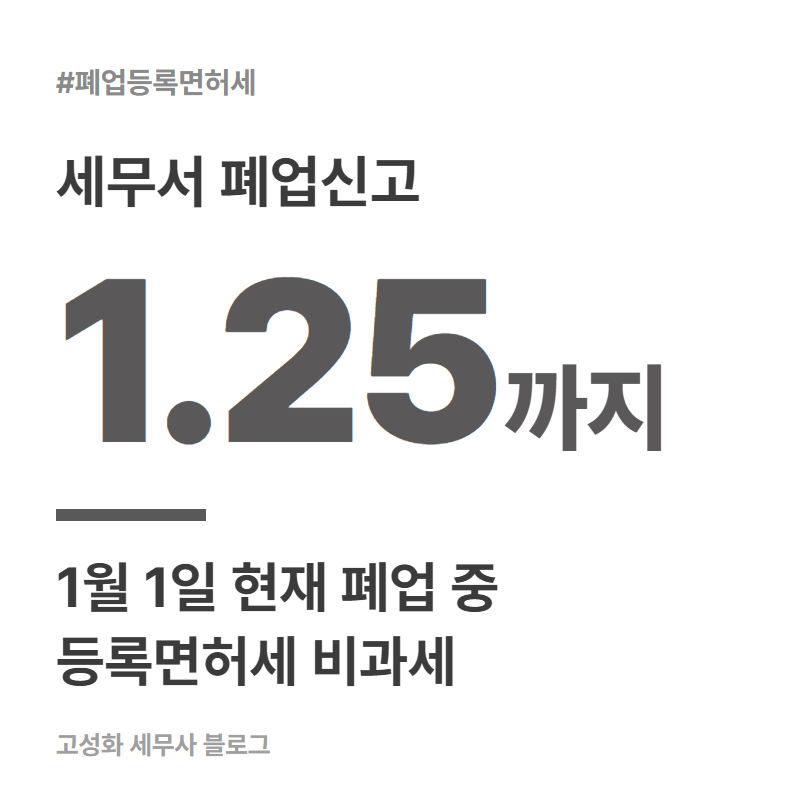 #폐업등록면허세
세무서 폐업신고
1.25까지
1월 1일 현재 폐업 중
등록면허세 비과세
고성화 세무사 블로그